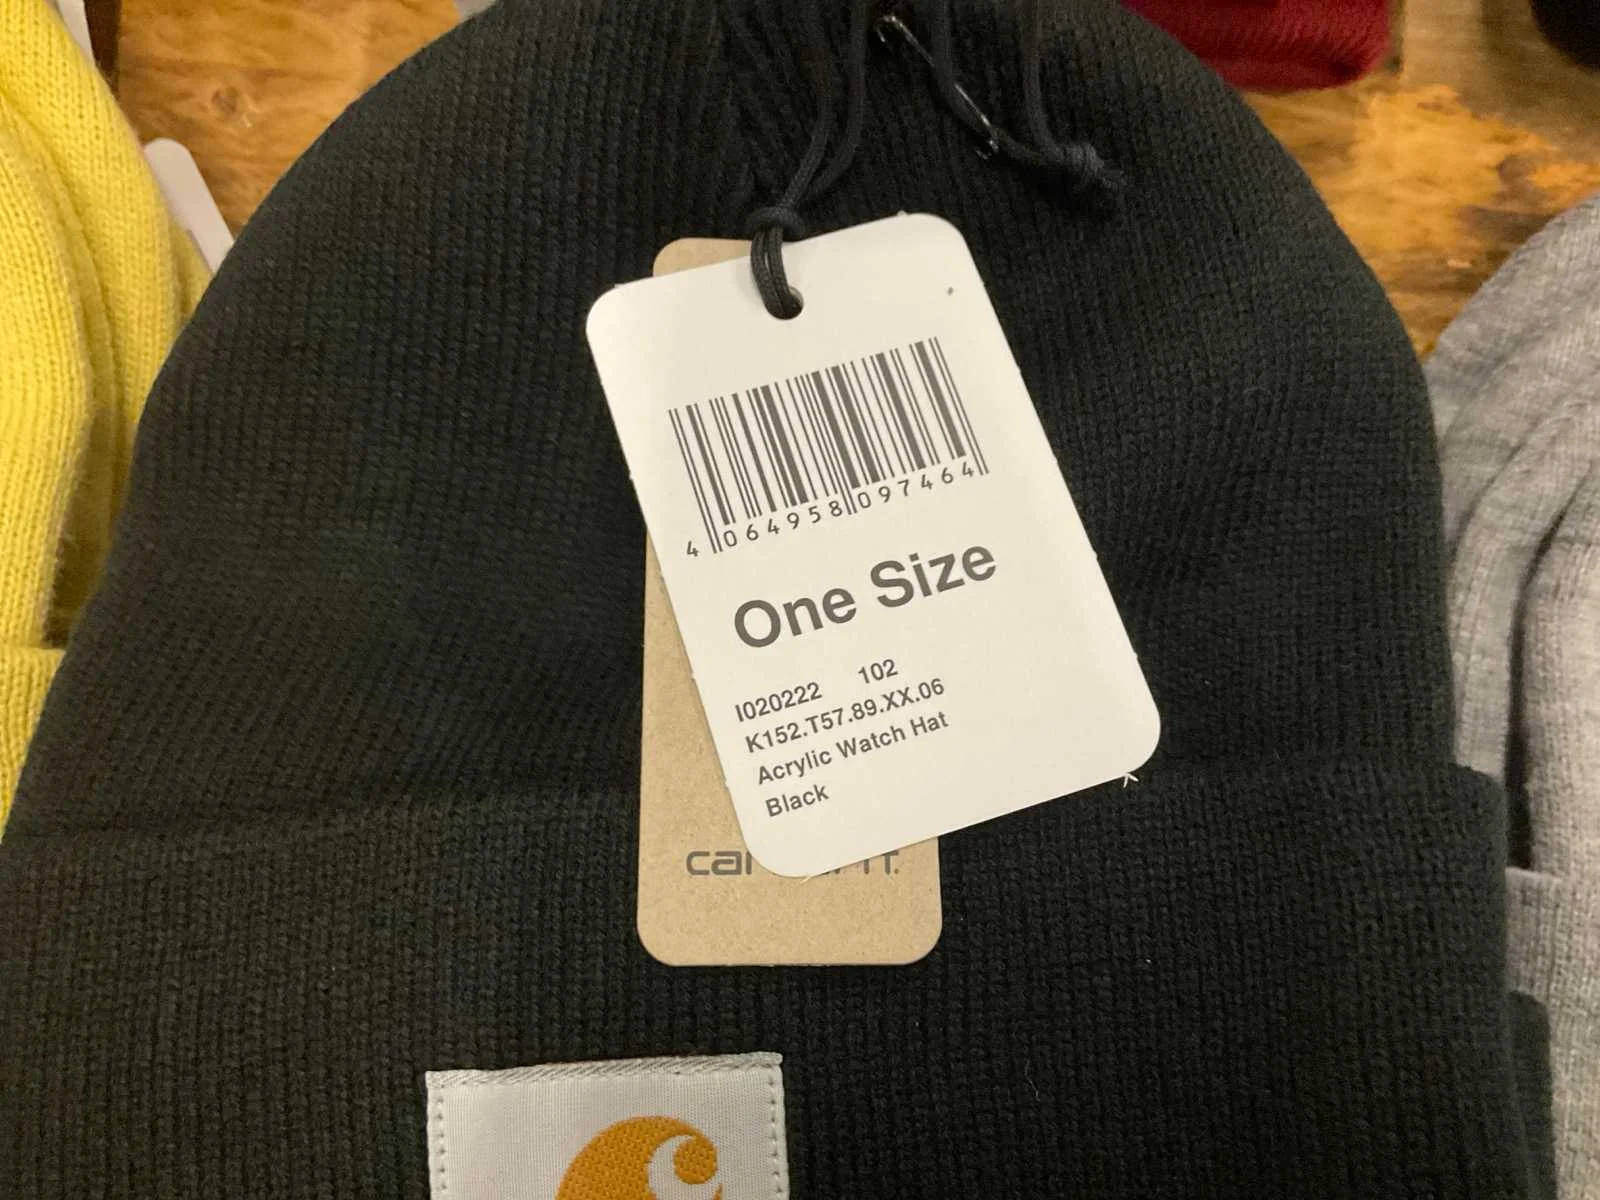 4 064958 097464
One Size
I020222 102
K152.T57.89.XX.06
Acrylic Watch Hat
Black